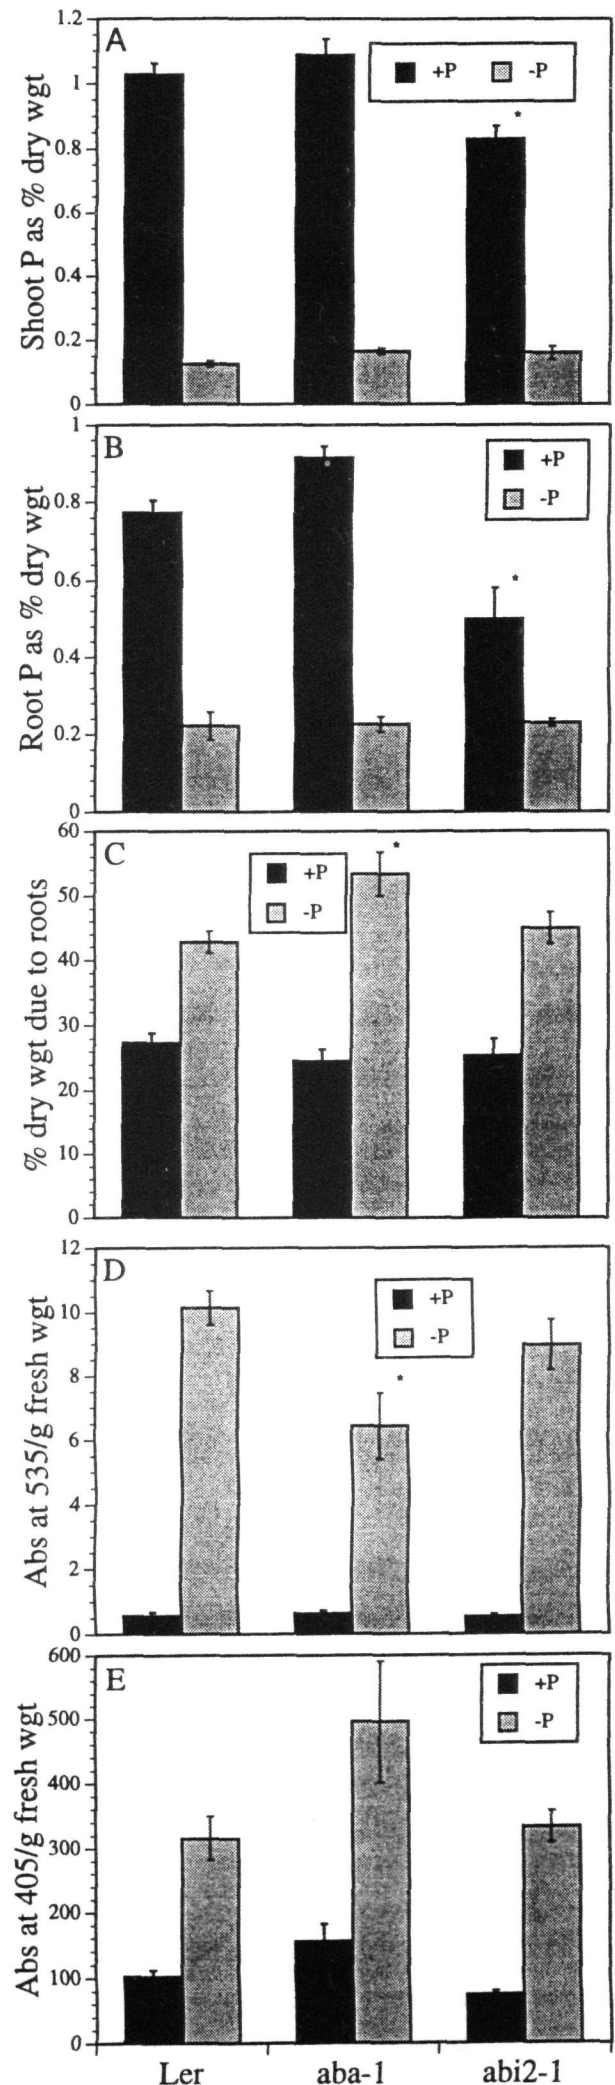 A
+P -P
*
Shoot P as % dry wgt
1.2
1
0.8
0.6
0.4
0.2
0
B
+P
-P
*
Root P as % dry wgt
1
0.8
0.6
0.4
0.2
0
C
+P
-P
*
% dry wgt due to roots
60
50
40
30
20
10
0
D
+P
-P
*
Abs at 535/g fresh wgt
12
10
8
6
4
2
0
E
+P
-P
Abs at 405/g fresh wgt
600
500
400
300
200
100
0
Ler aba-1 abi2-1